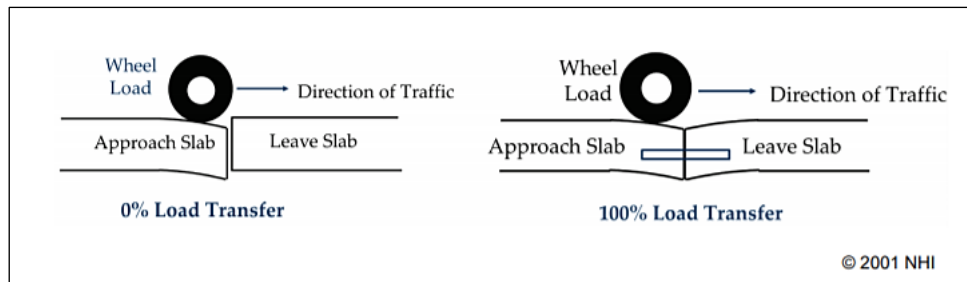 Wheel
Load
Direction of Traffic
Approach Slab
Leave Slab
0% Load Transfer
Wheel
Load
Direction of Traffic
Approach Slab
Leave Slab
100% Load Transfer
© 2001 NHI